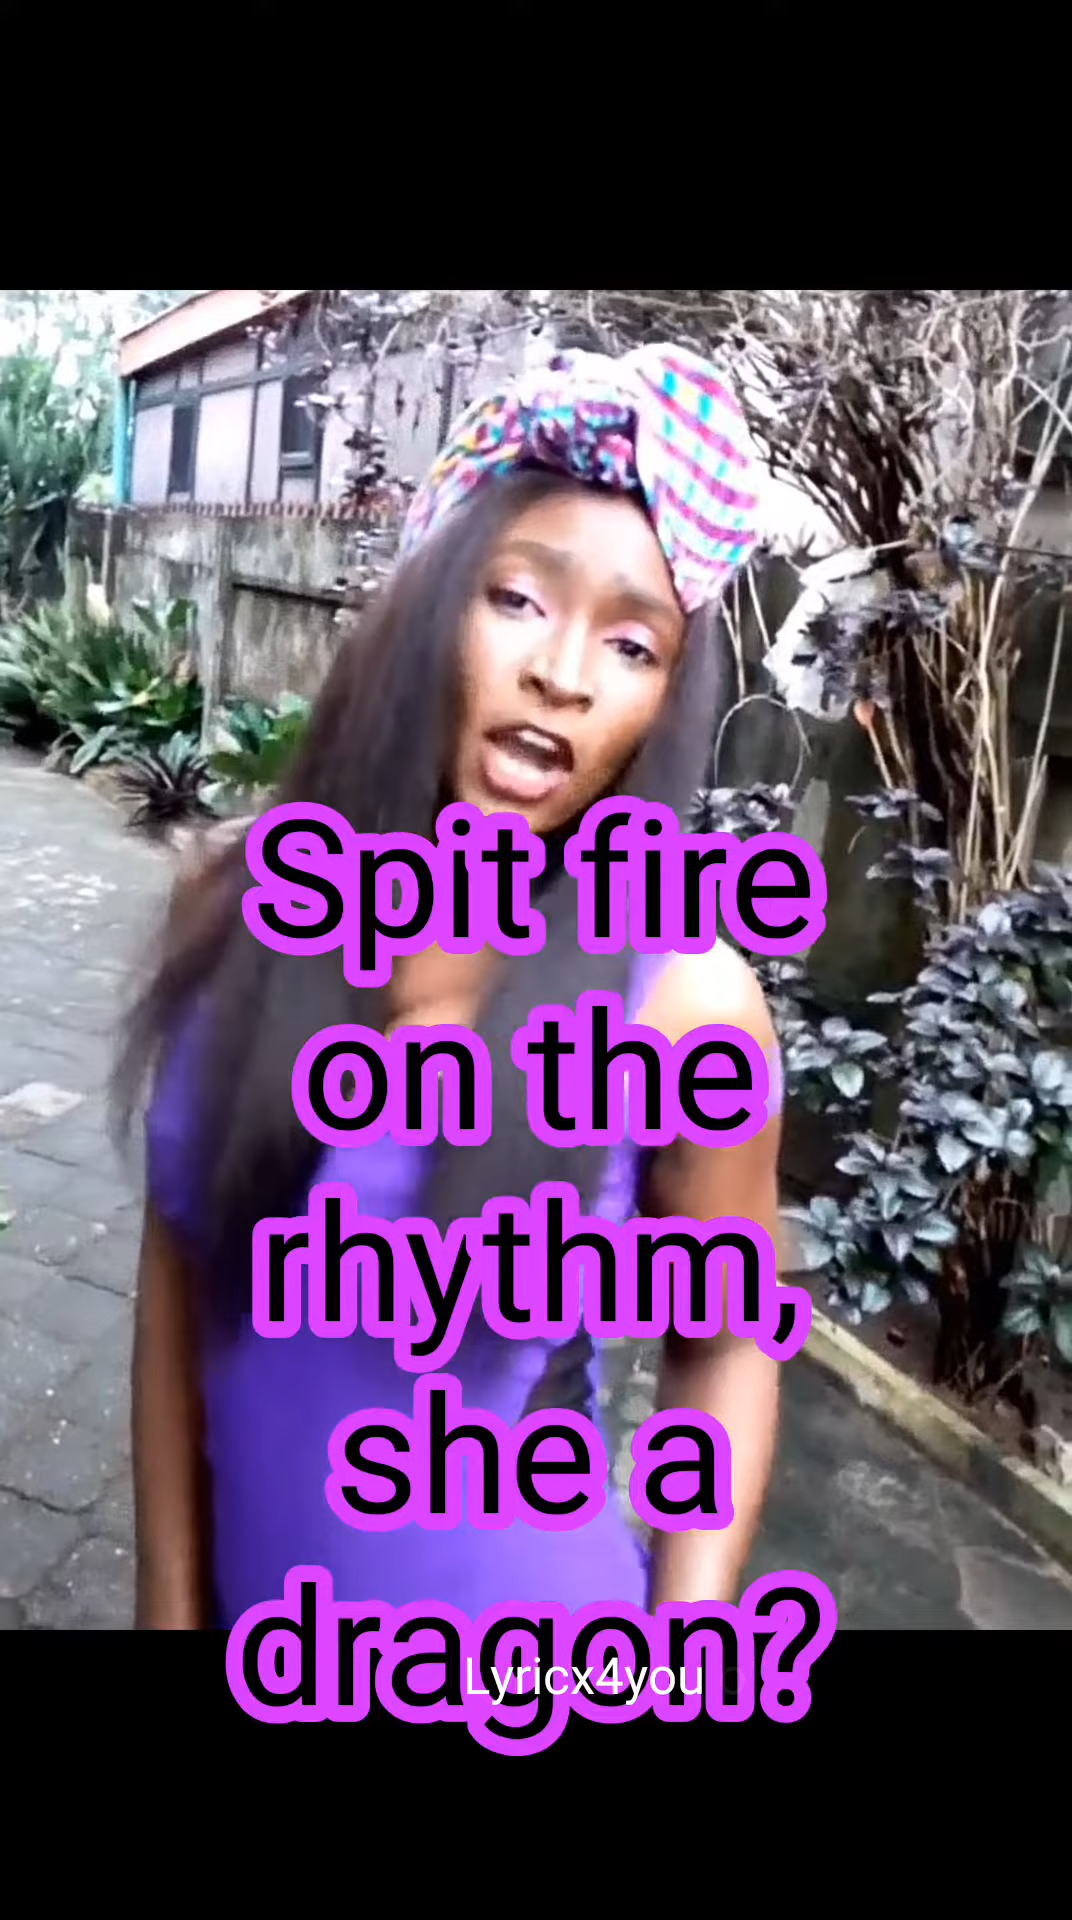 Spit fire
on the
rhythm,
she a
dragon?
Lyricx4you